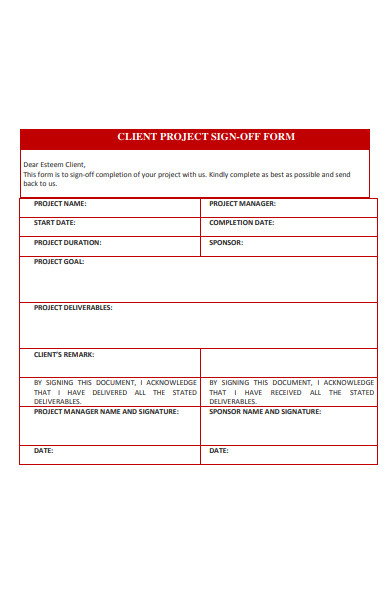 CLIENT PROJECT SIGN-OFF FORM
Dear Esteem Client,
This form is to sign-off completion of your project with us. Kindly complete as best as possible and send
back to us.
PROJECT NAME:
PROJECT MANAGER:
START DATE:
COMPLETION DATE:
PROJECT DURATION:
SPONSOR:
PROJECT GOAL:
PROJECT DELIVERABLES:
CLIENT'S REMARK:
BY SIGNING THIS DOCUMENT, I ACKNOWLEDGE
THAT I HAVE DELIVERED ALL THE STATED
DELIVERABLES.
BY SIGNING THIS DOCUMENT, I ACKNOWLEDGE
THAT I HAVE RECEIVED ALL THE STATED
DELIVERABLES.
PROJECT MANAGER NAME AND SIGNATURE:
SPONSOR NAME AND SIGNATURE:
DATE:
DATE: